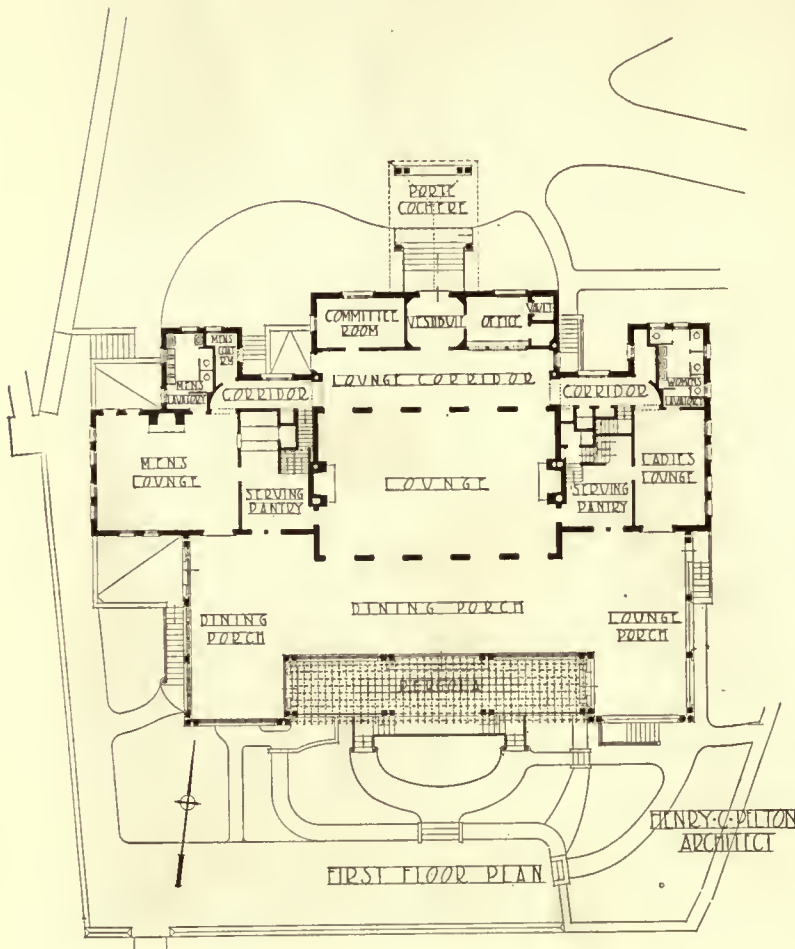 PORTE
COCHERE
COMMITTEE
ROOM
VESTIBULE
OFFICE
VAULT
MENS
LAVATORY
CORRIDOR
LOUNGE CORRIDOR
CORRIDOR
WOMENS
LAVATORY
MENS
LOUNGE
SERVING
PANTRY
LOUNGE
SERVING
PANTRY
LADIES
LOUNGE
DINING
PORCH
DINING PORCH
LOUNGE
PORCH
PERGOLA
HENRY·C·PELTON
ARCHITECT
FIRST FLOOR PLAN